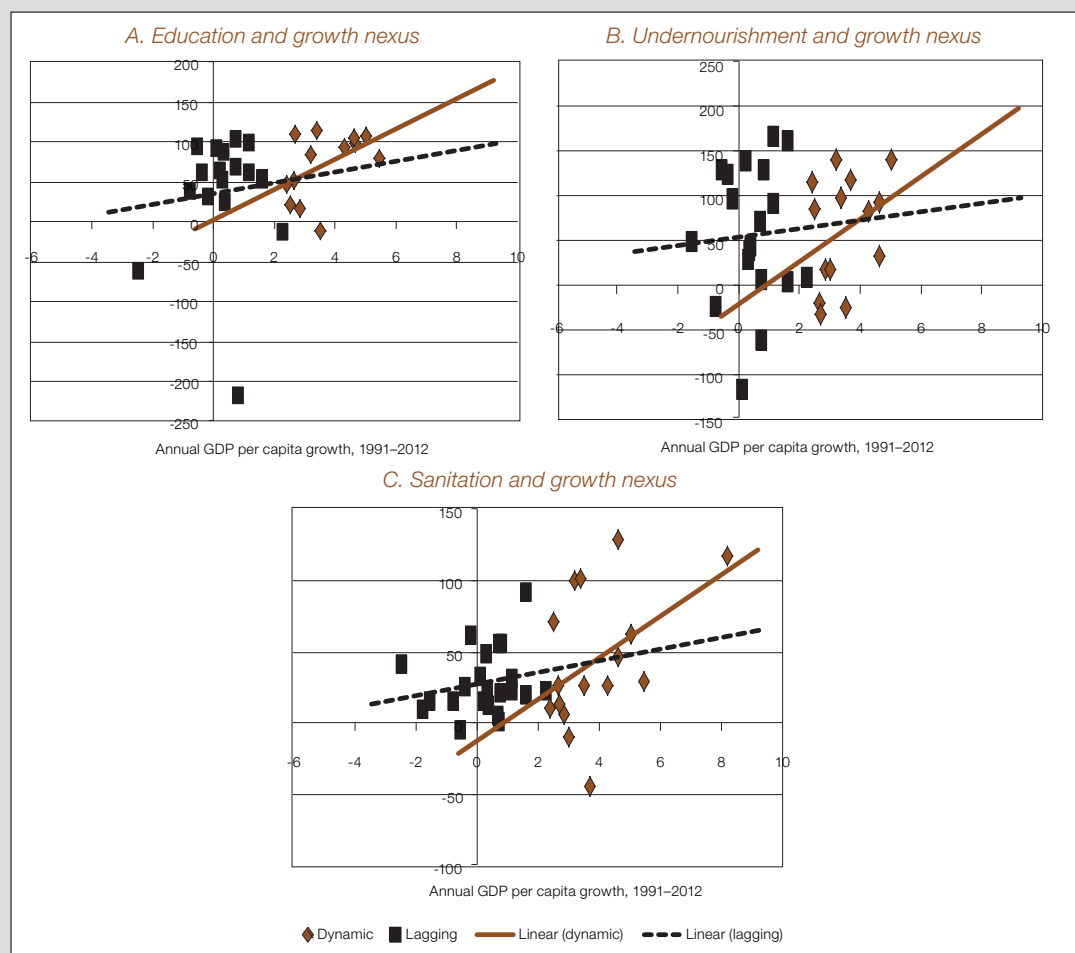 A. Education and growth nexus
200
150
100
50
0
-50
-100
-150
-200
-250
-6 -4 -2 0 2 4 6 8 10
Annual GDP per capita growth, 1991–2012
B. Undernourishment and growth nexus
250
200
150
100
50
0
-50
-100
-150
-6 -4 -2 0 2 4 6 8 10
Annual GDP per capita growth, 1991–2012
C. Sanitation and growth nexus
150
100
50
0
-50
-100
-6 -4 -2 0 2 4 6 8 10
Annual GDP per capita growth, 1991–2012
Dynamic Lagging Linear (dynamic) Linear (lagging)